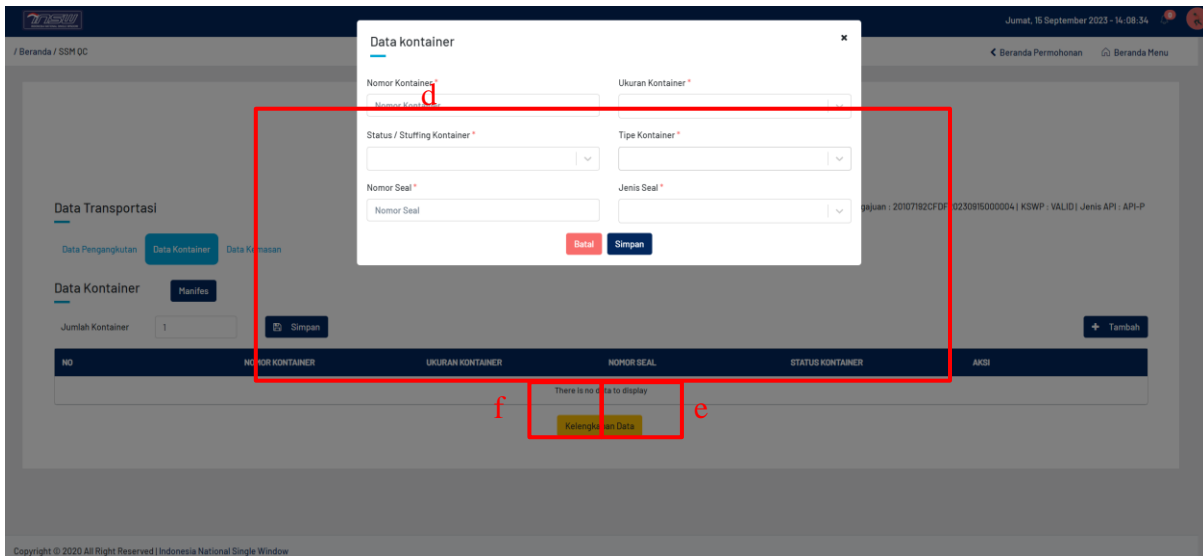 INSW
Jumat, 15 September 2023 - 14:08:34
/ Beranda / SSM QC
Beranda Permohonan
Beranda Menu
Data kontainer
×
Nomor Kontainer *
Ukuran Kontainer *
d
Nomor Kontainer
Status / Stuffing Kontainer *
Tipe Kontainer *
Nomor Seal *
Jenis Seal *
Nomor Seal
Data Transportasi
gajuan : 20107192CFDF20230915000004 | KSWP : VALID | Jenis API : API-P
Data Pengangkutan
Data Kontainer
Data Kemasan
Batal
Simpan
Data Kontainer
Manifes
Jumlah Kontainer
1
Simpan
+ Tambah
NO
NOMOR KONTAINER
UKURAN KONTAINER
NOMOR SEAL
STATUS KONTAINER
AKSI
There is no data to display
f
e
Kelengkapan Data
Copyright © 2020 All Right Reserved | Indonesia National Single Window